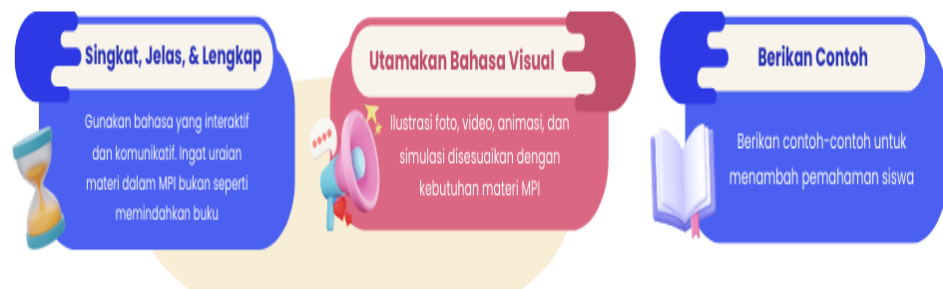 Singkat, Jelas, & Lengkap
Gunakan bahasa yang interaktif
dan komunikatif. Ingat uraian
materi dalam MPI bukan seperti
memindahkan buku
Utamakan Bahasa Visual
Ilustrasi foto, video, animasi, dan
simulasi disesuaikan dengan
kebutuhan materi MPI
Berikan Contoh
Berikan contoh-contoh untuk
menambah pemahaman siswa